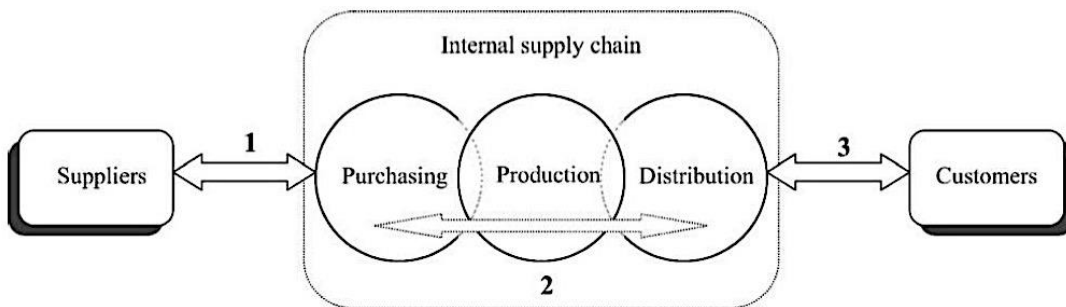 Internal supply chain
1
3
Suppliers
Purchasing
Production
Distribution
Customers
2